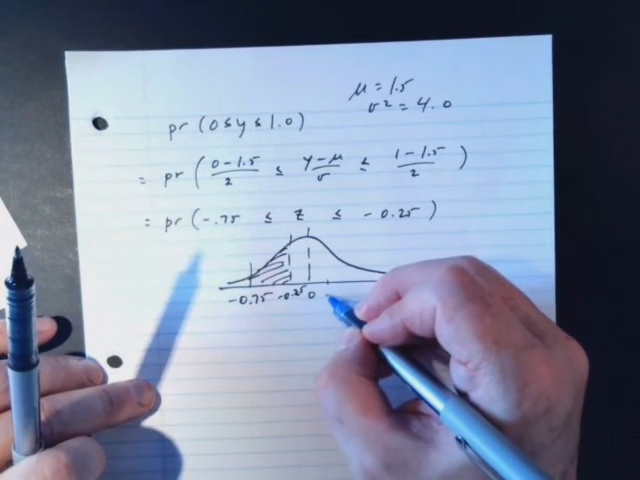 μ = 1.5
σ² = 4.0
pr (0 ≤ y ≤ 1.0)
= pr ( (0 - 1.5)/2 ≤ (y - μ)/σ ≤ (1 - 1.5)/2 )
= pr (-.75 ≤ z ≤ -0.25)
-0.75 -0.25 0